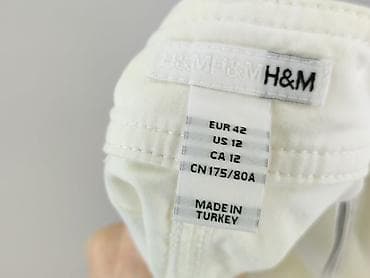 H&M H&M H&M
EUR 42
US 12
CA 12
CN 175/80A
MADE IN
TURKEY